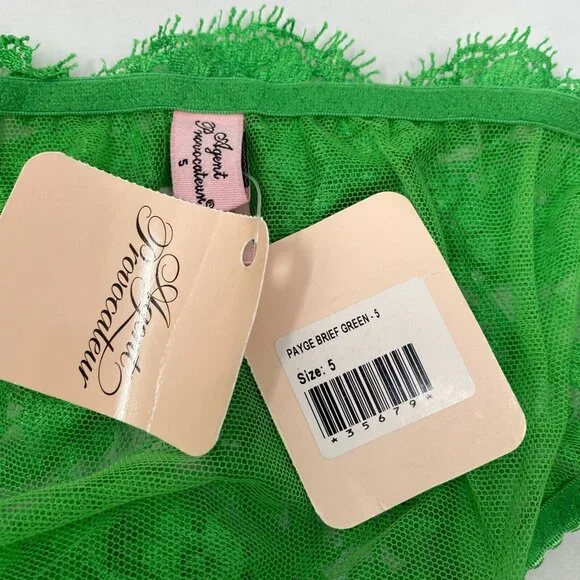 Agent
Provocateur
5
Agent
Provocateur
PAYGE BRIEF GREEN - 5
Size: 5
*35679*